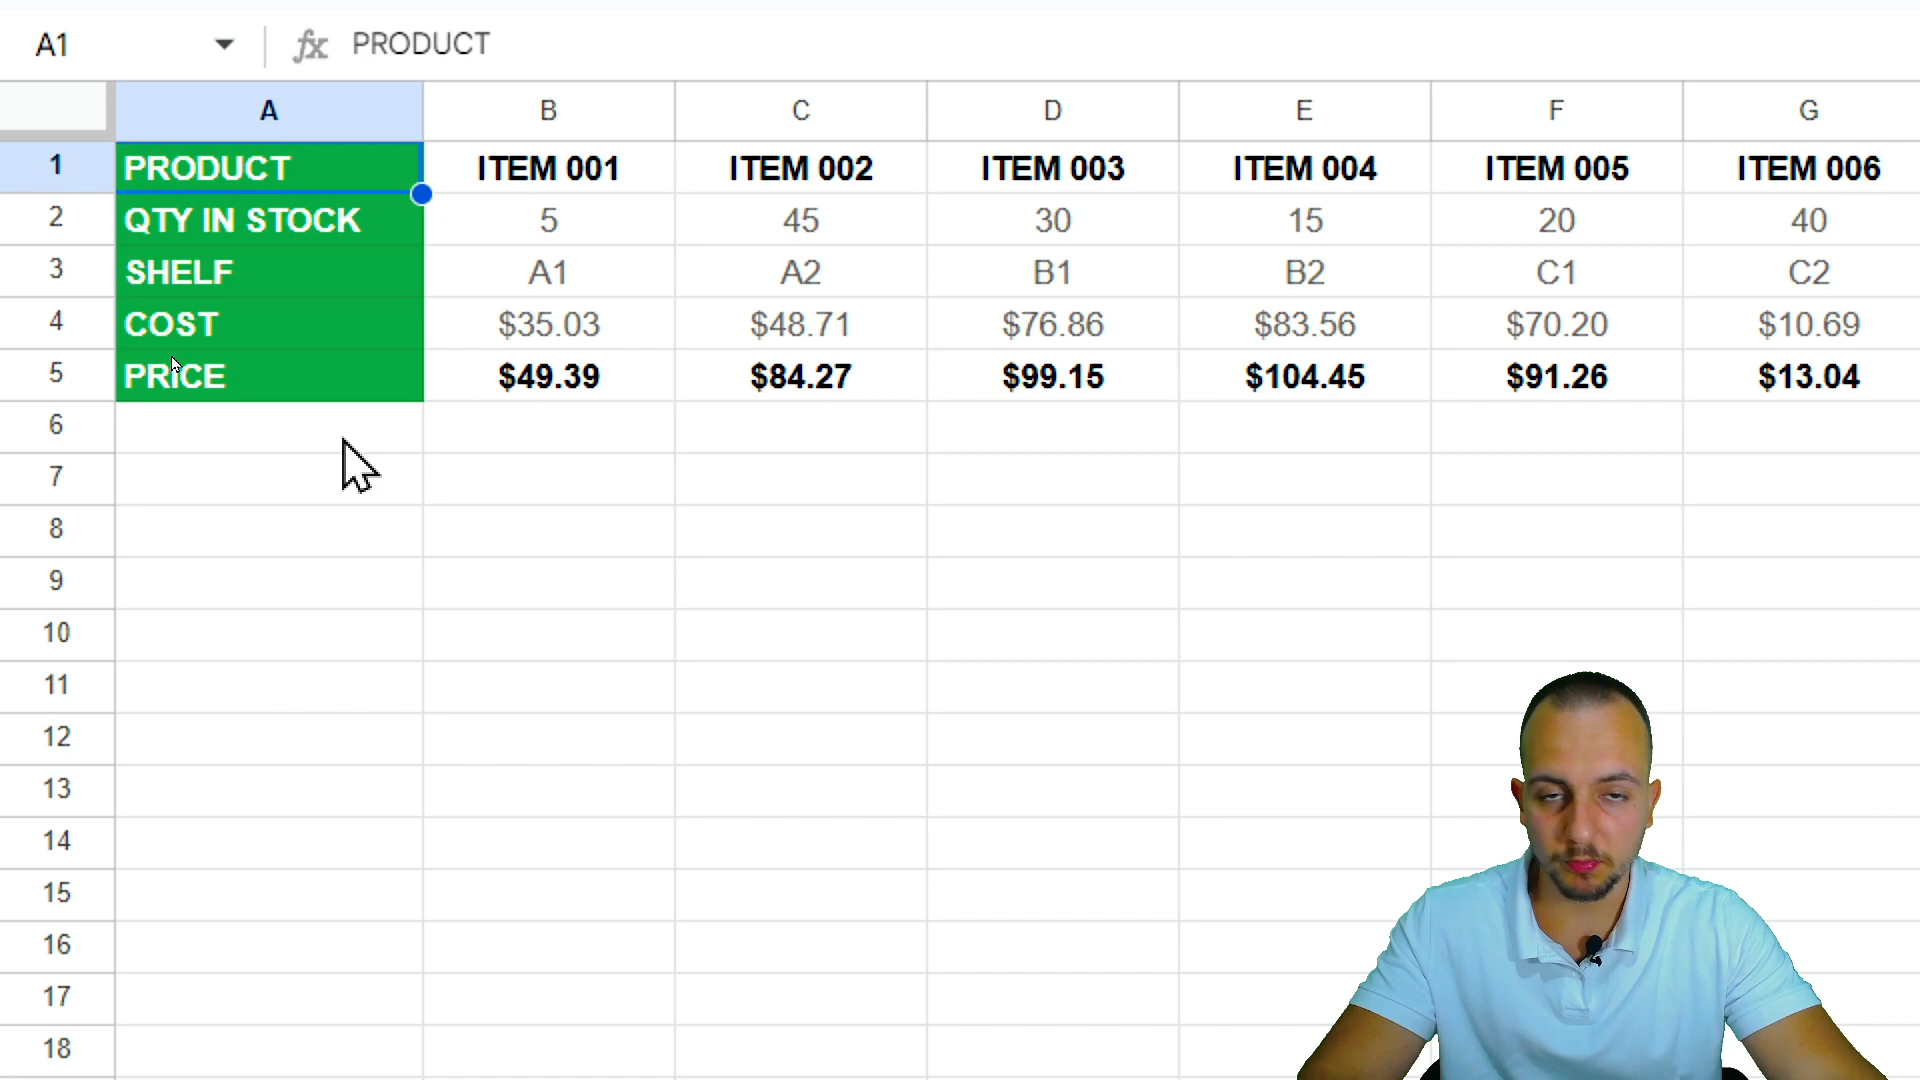 A1 fx PRODUCT
A B C D E F G
1 PRODUCT ITEM 001 ITEM 002 ITEM 003 ITEM 004 ITEM 005 ITEM 006
2 QTY IN STOCK 5 45 30 15 20 40
3 SHELF A1 A2 B1 B2 C1 C2
4 COST $35.03 $48.71 $76.86 $83.56 $70.20 $10.69
5 PRICE $49.39 $84.27 $99.15 $104.45 $91.26 $13.04
6
7
8
9
10
11
12
13
14
15
16
17
18